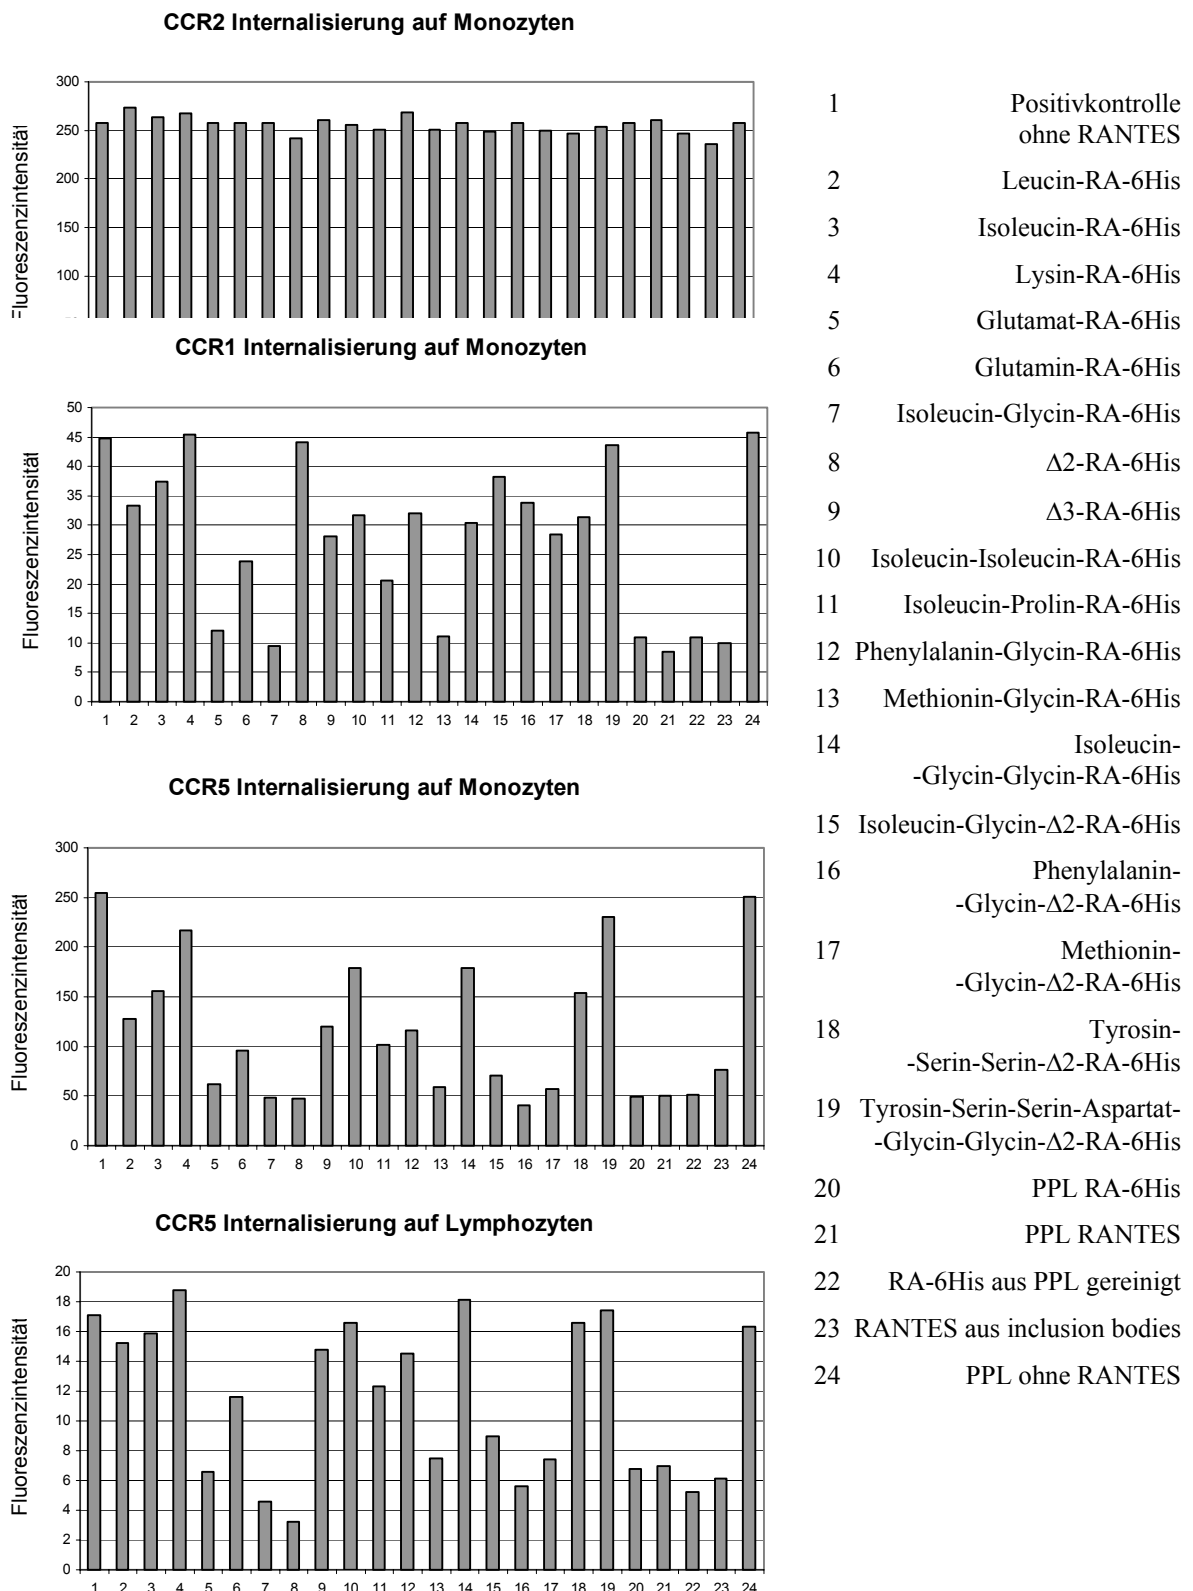 CCR2 Internalisierung auf Monozyten
Fluoreszenzintensität
300
250
200
150
100
CCR1 Internalisierung auf Monozyten
Fluoreszenzintensität
50
45
40
35
30
25
20
15
10
5
0
1 2 3 4 5 6 7 8 9 10 11 12 13 14 15 16 17 18 19 20 21 22 23 24
CCR5 Internalisierung auf Monozyten
Fluoreszenzintensität
300
250
200
150
100
50
0
1 2 3 4 5 6 7 8 9 10 11 12 13 14 15 16 17 18 19 20 21 22 23 24
CCR5 Internalisierung auf Lymphozyten
Fluoreszenzintensität
20
18
16
14
12
10
8
6
4
2
0
1 2 3 4 5 6 7 8 9 10 11 12 13 14 15 16 17 18 19 20 21 22 23 24
1 Positivkontrolle
ohne RANTES
2 Leucin-RA-6His
3 Isoleucin-RA-6His
4 Lysin-RA-6His
5 Glutamat-RA-6His
6 Glutamin-RA-6His
7 Isoleucin-Glycin-RA-6His
8 Δ2-RA-6His
9 Δ3-RA-6His
10 Isoleucin-Isoleucin-RA-6His
11 Isoleucin-Prolin-RA-6His
12 Phenylalanin-Glycin-RA-6His
13 Methionin-Glycin-RA-6His
14 Isoleucin-
-Glycin-Glycin-RA-6His
15 Isoleucin-Glycin-Δ2-RA-6His
16 Phenylalanin-
-Glycin-Δ2-RA-6His
17 Methionin-
-Glycin-Δ2-RA-6His
18 Tyrosin-
-Serin-Serin-Δ2-RA-6His
19 Tyrosin-Serin-Serin-Aspartat-
-Glycin-Glycin-Δ2-RA-6His
20 PPL RA-6His
21 PPL RANTES
22 RA-6His aus PPL gereinigt
23 RANTES aus inclusion bodies
24 PPL ohne RANTES